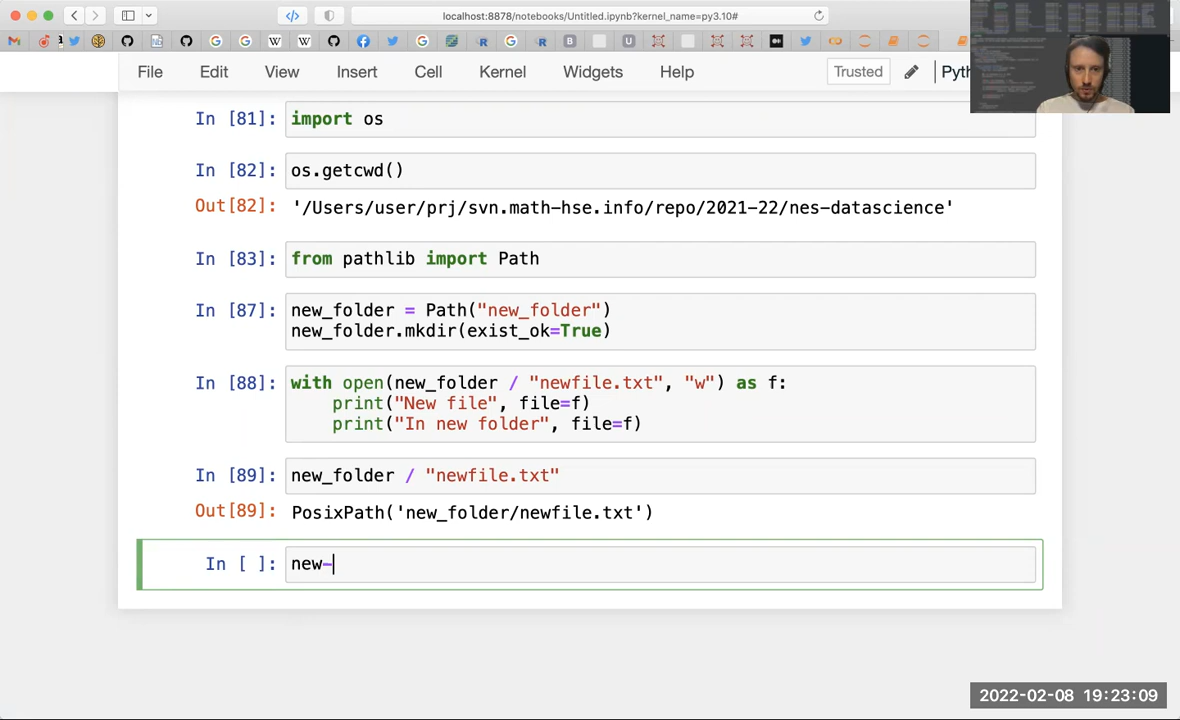 localhost:8878/notebooks/Untitled.ipynb?kernel_name=py3.10#
File Edit View Insert Cell Kernel Widgets Help Trusted
In [81]: import os
In [82]: os.getcwd()
Out[82]: '/Users/user/prj/svn.math-hse.info/repo/2021-22/nes-datascience'
In [83]: from pathlib import Path
In [87]: new_folder = Path("new_folder")
new_folder.mkdir(exist_ok=True)
In [88]: with open(new_folder / "newfile.txt", "w") as f:
print("New file", file=f)
print("In new folder", file=f)
In [89]: new_folder / "newfile.txt"
Out[89]: PosixPath('new_folder/newfile.txt')
In [ ]: new-
2022-02-08 19:23:09